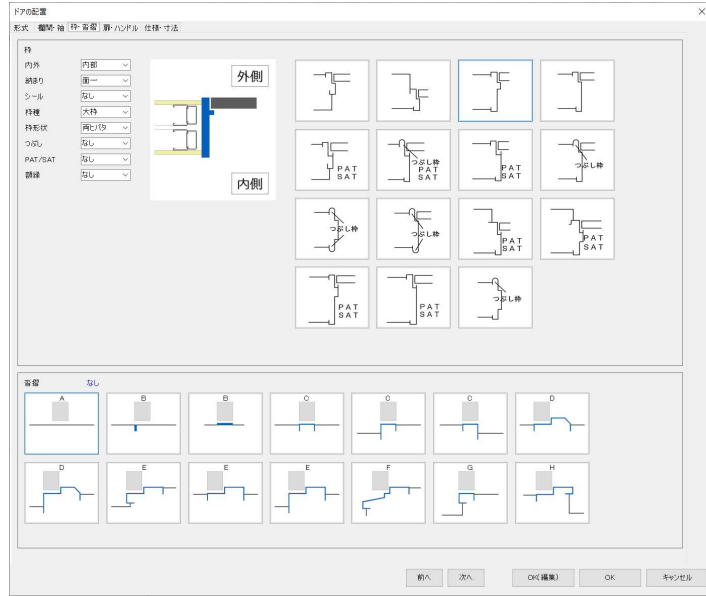 ドアの配置
形式 欄間・袖 枠・沓摺 扉・ハンドル 仕様・寸法
枠
内外 内部
納まり 面一
シール なし
枠種 大枠
枠形状 両ヒバタ
つぶし なし
PAT/SAT なし
額縁 なし
外側
内側
PAT
SAT
つぶし枠
PAT
SAT
PAT
SAT
つぶし枠
つぶし枠
つぶし枠
PAT
SAT
PAT
SAT
PAT
SAT
PAT
SAT
つぶし枠
沓摺 なし
A B B C C C D
D E E E F G H
前へ 次へ OK(編集) OK キャンセル